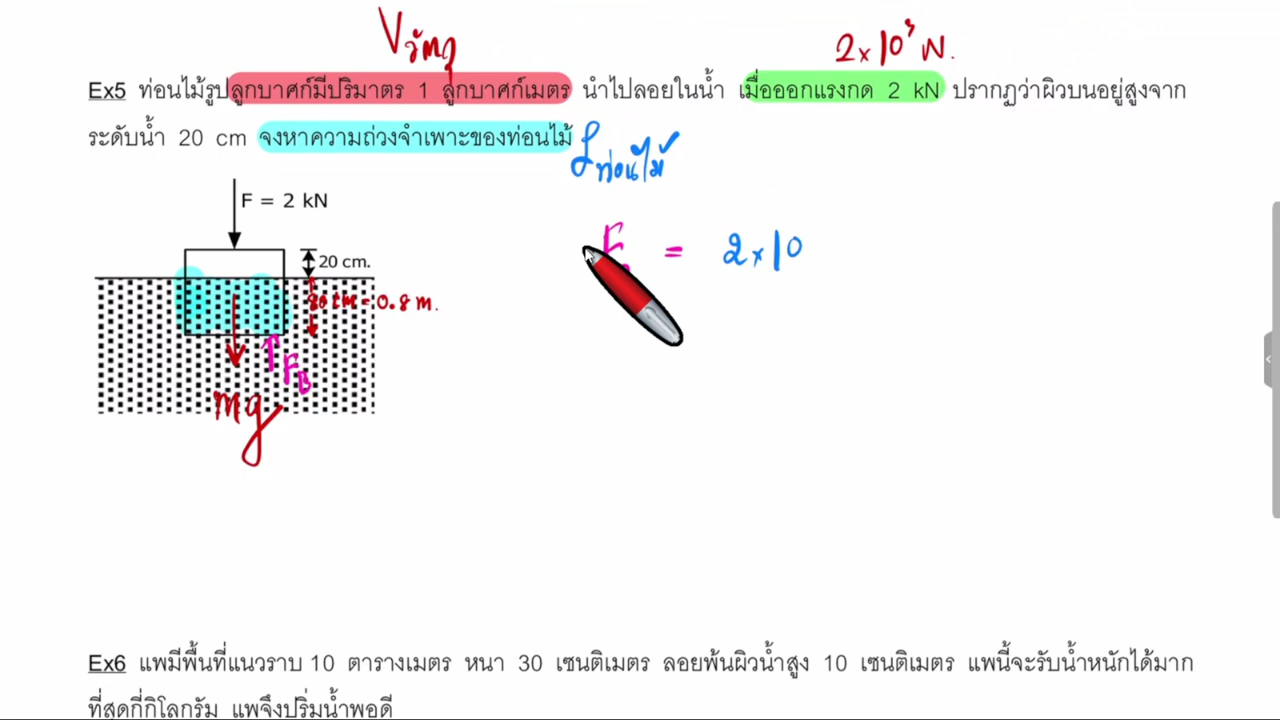 Vวัตถุ
2×10³ N.
Ex5 ท่อนไม้รูปลูกบาศก์มีปริมาตร 1 ลูกบาศก์เมตร นำไปลอยในน้ำ เมื่อออกแรงกด 2 kN ปรากฏว่าผิวบนอยู่สูงจาก
ระดับน้ำ 20 cm จงหาความถ่วงจำเพาะของท่อนไม้
ท่อนไม้
F = 2 kN
F = 2×10
20 cm.
80 cm = 0.8 m.
FB
mg
Ex6 แพมีพื้นที่แนวราบ 10 ตารางเมตร หนา 30 เซนติเมตร ลอยพ้นผิวน้ำสูง 10 เซนติเมตร แพนี้จะรับน้ำหนักได้มาก
ที่สุดกี่กิโลกรัม แพจึงปริ่มน้ำพอดี